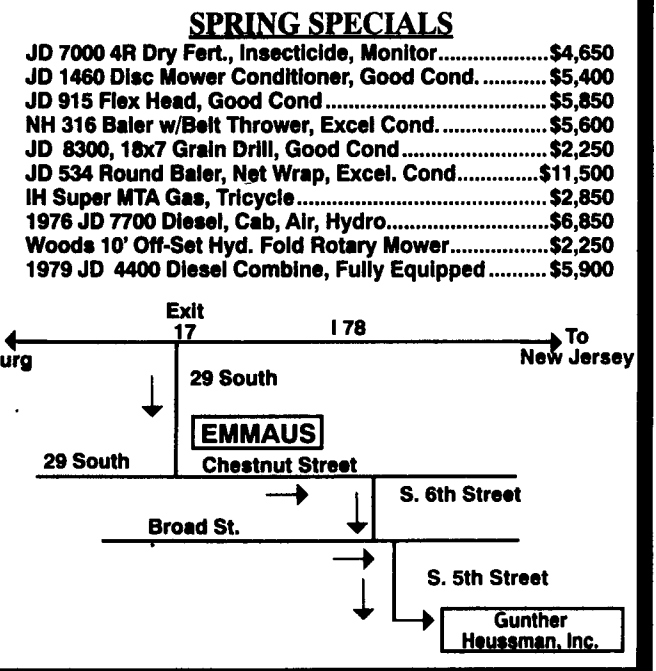 SPRING SPECIALS
JD 7000 4R Dry Fert., Insecticide, Monitor..................$4,650
JD 1460 Disc Mower Conditioner, Good Cond. ..........$5,400
JD 915 Flex Head, Good Cond....................................$5,850
NH 316 Baler w/Belt Thrower, Excel Cond.................$5,600
JD 8300, 18x7 Grain Drill, Good Cond.......................$2,250
JD 534 Round Baler, Net Wrap, Excel. Cond.............$11,500
IH Super MTA Gas, Tricycle.......................................$2,850
1976 JD 7700 Diesel, Cab, Air, Hydro.........................$6,850
Woods 10' Off-Set Hyd. Fold Rotary Mower...............$2,250
1979 JD 4400 Diesel Combine, Fully Equipped..........$5,900
Exit
17
I 78
To
urg
New Jersey
29 South
EMMAUS
29 South
Chestnut Street
S. 6th Street
Broad St.
S. 5th Street
Gunther
Heussman, Inc.